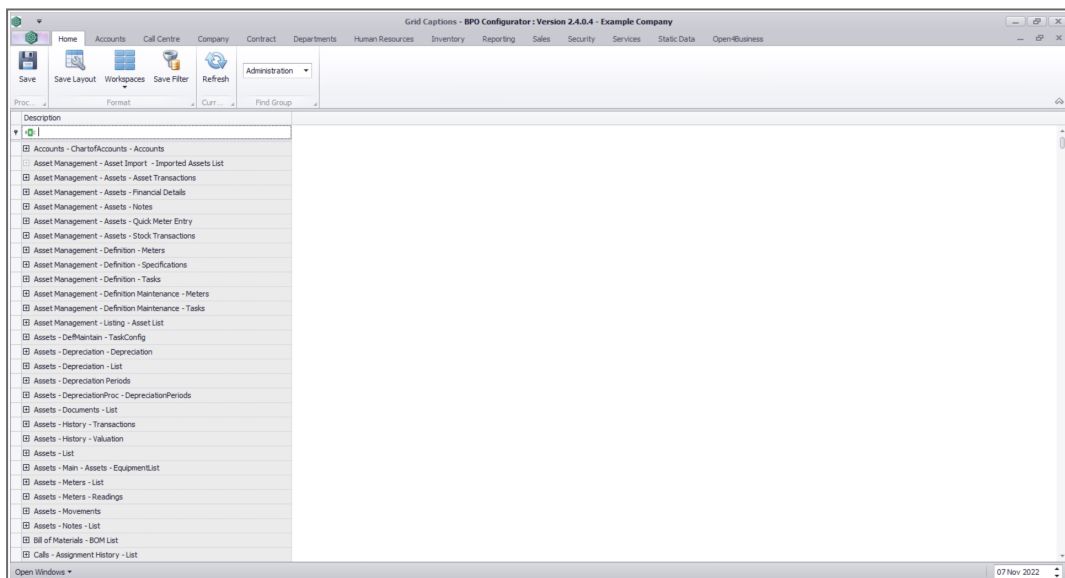 Grid Captions - BPO Configurator : Version 2.4.0.4 - Example Company
Home Accounts Call Centre Company Contract Departments Human Resources Inventory Reporting Sales Security Services Static Data Open4Business
Save Save Layout Workspaces Save Filter Refresh Administration
Proc... Format Curr... Find Group
Description
Accounts - ChartofAccounts - Accounts
Asset Management - Asset Import - Imported Assets List
Asset Management - Assets - Asset Transactions
Asset Management - Assets - Financial Details
Asset Management - Assets - Notes
Asset Management - Assets - Quick Meter Entry
Asset Management - Assets - Stock Transactions
Asset Management - Definition - Meters
Asset Management - Definition - Specifications
Asset Management - Definition - Tasks
Asset Management - Definition Maintenance - Meters
Asset Management - Definition Maintenance - Tasks
Asset Management - Listing - Asset List
Assets - DefMaintain - TaskConfig
Assets - Depreciation - Depreciation
Assets - Depreciation - List
Assets - Depreciation Periods
Assets - DepreciationProc - DepreciationPeriods
Assets - Documents - List
Assets - History - Transactions
Assets - History - Valuation
Assets - List
Assets - Main - Assets - EquipmentList
Assets - Meters - List
Assets - Meters - Readings
Assets - Movements
Assets - Notes - List
Bill of Materials - BOM List
Calls - Assignment History - List
Open Windows 07 Nov 2022